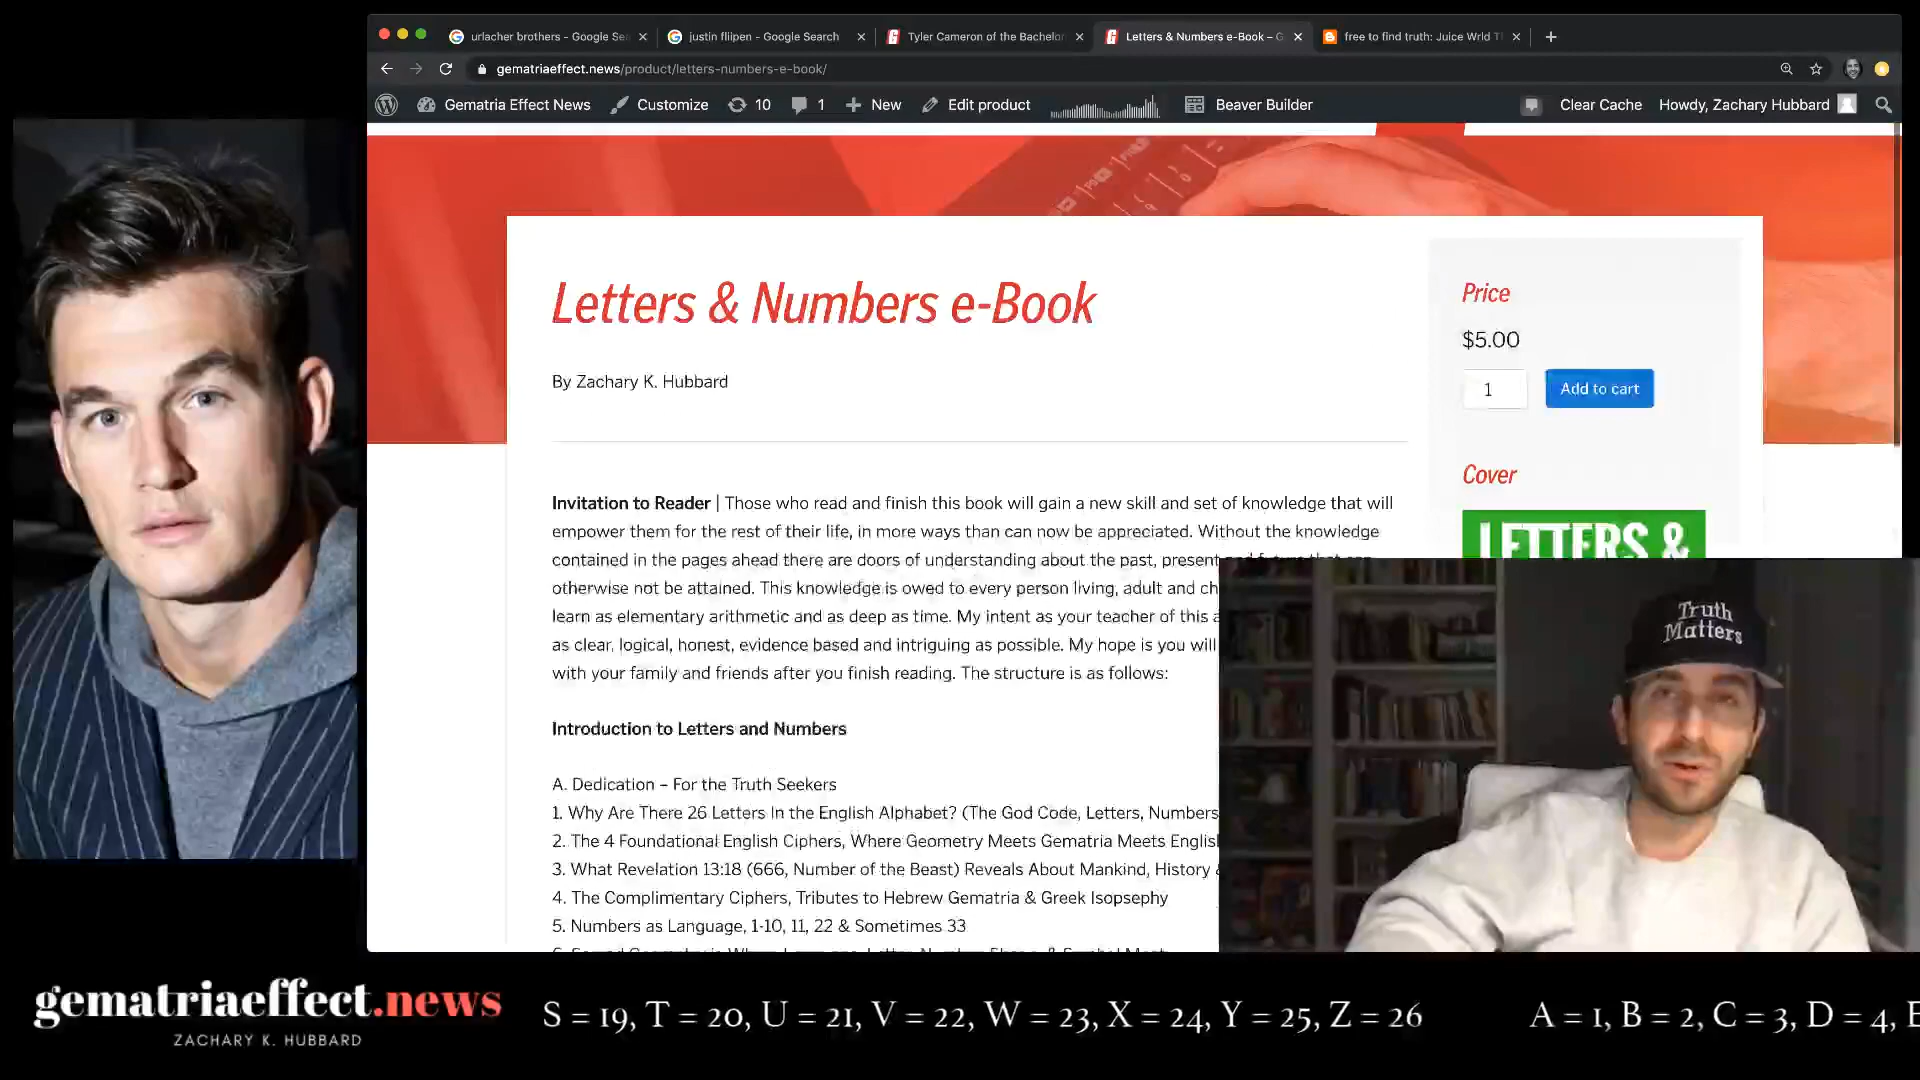 urlacher brothers - Google Sea
justin fliipen - Google Search
Tyler Cameron of the Bachelor
Letters & Numbers e-Book – G
free to find truth: Juice Wrld T
gematriaeffect.news/product/letters-numbers-e-book/
Gematria Effect News
Customize
10
1
New
Edit product
Beaver Builder
Clear Cache
Howdy, Zachary Hubbard
Letters & Numbers e-Book
By Zachary K. Hubbard
Price
$5.00
1
Add to cart
Cover
LETTERS &
Invitation to Reader | Those who read and finish this book will gain a new skill and set of knowledge that will
empower them for the rest of their life, in more ways than can now be appreciated. Without the knowledge
contained in the pages ahead there are doors of understanding about the past, present and future that can
otherwise not be attained. This knowledge is owed to every person living, adult and ch
learn as elementary arithmetic and as deep as time. My intent as your teacher of this a
as clear, logical, honest, evidence based and intriguing as possible. My hope is you will
with your family and friends after you finish reading. The structure is as follows:
Introduction to Letters and Numbers
A. Dedication – For the Truth Seekers
1. Why Are There 26 Letters In the English Alphabet? (The God Code, Letters, Numbers
2. The 4 Foundational English Ciphers, Where Geometry Meets Gematria Meets Englis
3. What Revelation 13:18 (666, Number of the Beast) Reveals About Mankind, History &
4. The Complimentary Ciphers, Tributes to Hebrew Gematria & Greek Isopsephy
5. Numbers as Language, 1-10, 11, 22 & Sometimes 33
Truth
Matters
gematriaeffect.news
ZACHARY K. HUBBARD
S = 19, T = 20, U = 21, V = 22, W = 23, X = 24, Y = 25, Z = 26
A = 1, B = 2, C = 3, D = 4, E